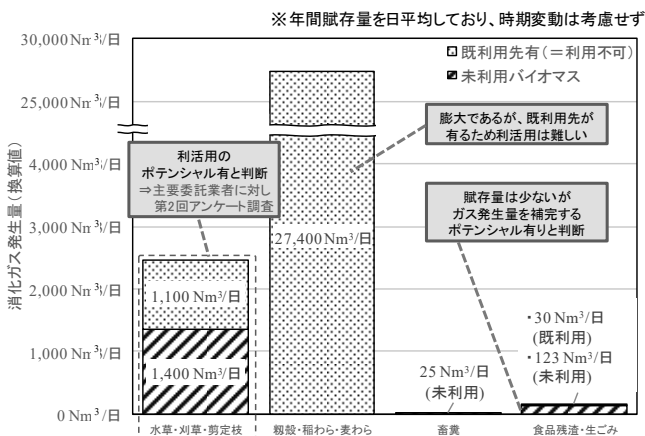 ※年間賦存量を日平均しており、時期変動は考慮せず
消化ガス発生量(換算値)
30,000 Nm³/日
25,000 Nm³/日
4,000 Nm³/日
3,000 Nm³/日
2,000 Nm³/日
1,000 Nm³/日
0 Nm³/日
既利用先有(=利用不可)
未利用バイオマス
利活用の
ポテンシャル有と判断
⇒主要委託業者に対し
第2回アンケート調査
膨大であるが、既利用先が
有るため利活用は難しい
賦存量は少ないが
ガス発生量を補完する
ポテンシャル有りと判断
1,100 Nm³/日
1,400 Nm³/日
27,400 Nm³/日
25 Nm³/日
(未利用)
・30 Nm³/日
(既利用)
・123 Nm³/日
(未利用)
水草・刈草・剪定枝
籾殻・稲わら・麦わら
畜糞
食品残渣・生ごみ